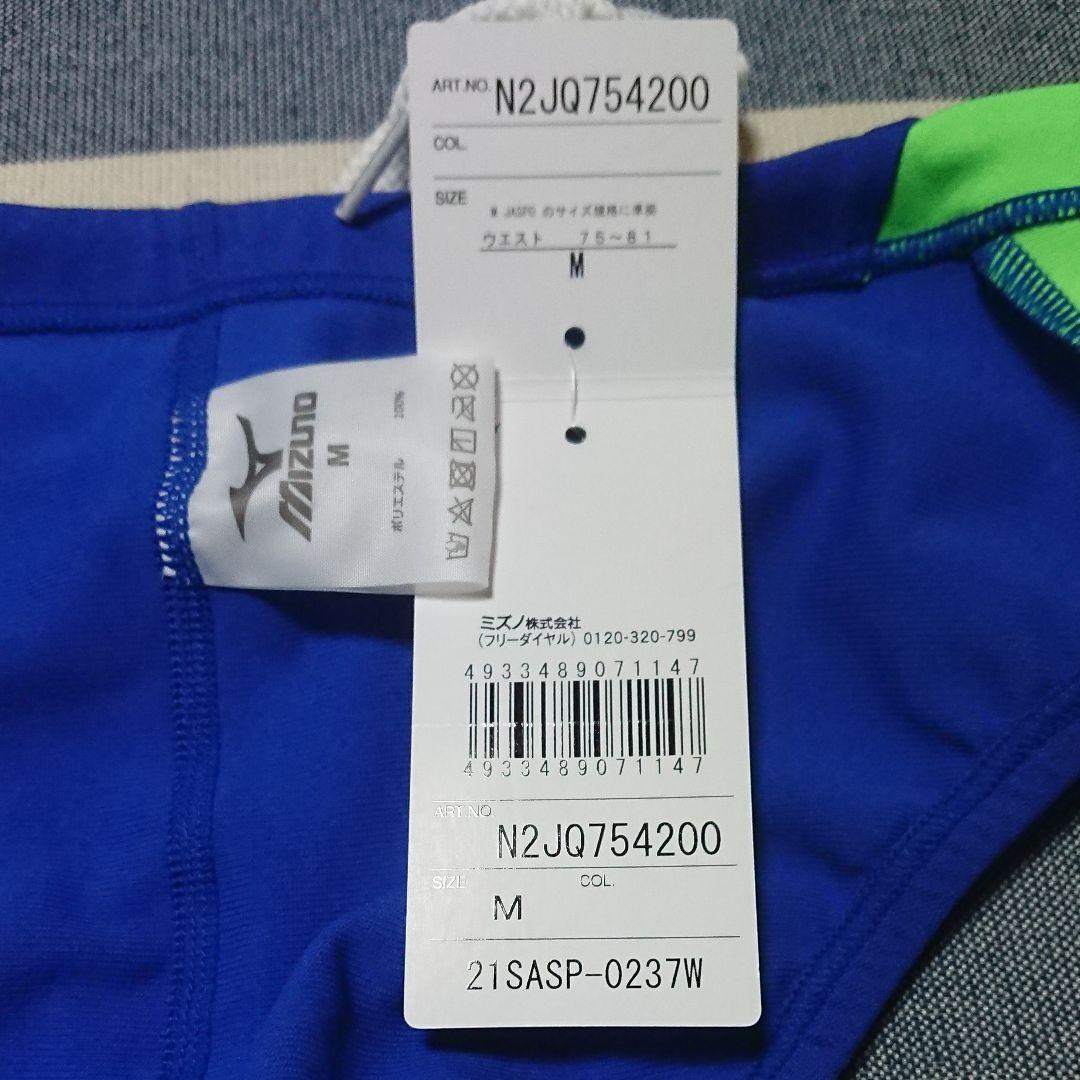 ART.NO. N2JQ754200
COL.
SIZE
M JASPO のサイズ規格に準拠
ウエスト 75~81
M
MIZUNO
M
ポリエステル 100%
ミズノ株式会社
(フリーダイヤル) 0120-320-799
4933489071147
4933489071147
ART.NO.
N2JQ754200
SIZE COL.
M
21SASP-0237W